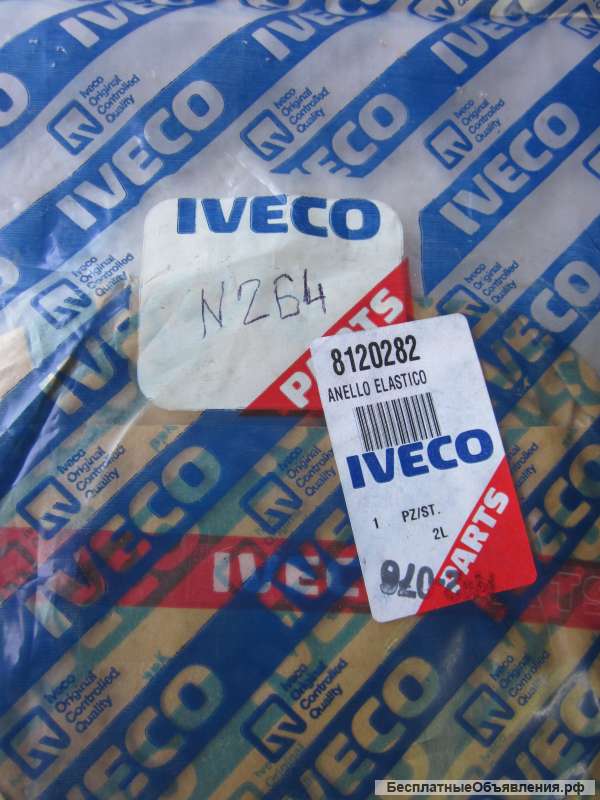 IVECO
N264
PARTS
8120282
ANELLO ELASTICO
IVECO
1 PZ/ST.
2L
PARTS
IVECO
Iveco
Original
Controlled
Quality
IVECO
БесплатныеОбъявления.рф